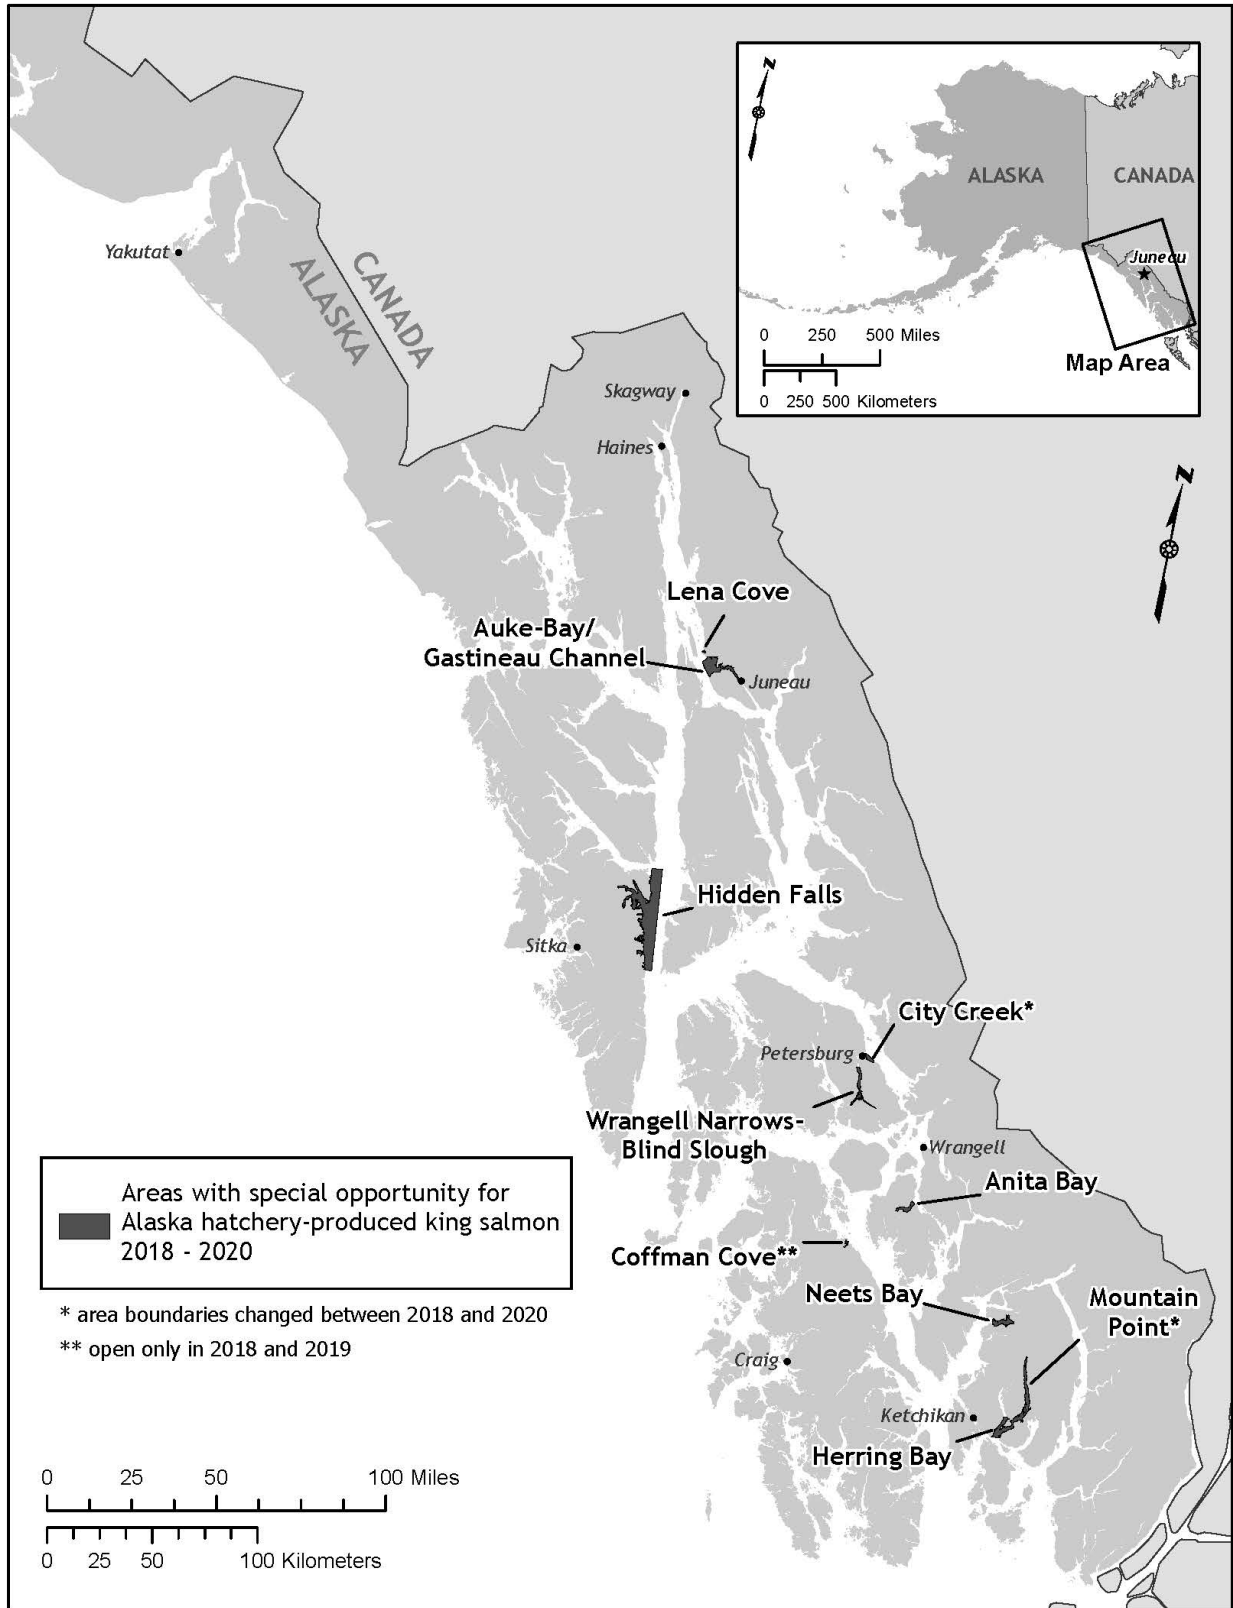 N
ALASKA
CANADA
Juneau
0 250 500 Miles
Map Area
0 250 500 Kilometers
Yakutat
CANADA
ALASKA
Skagway
Haines
N
Lena Cove
Auke-Bay/
Gastineau Channel
Juneau
Hidden Falls
Sitka
City Creek*
Petersburg
Wrangell Narrows-
Blind Slough
Wrangell
Anita Bay
Coffman Cove**
Neets Bay
Mountain
Point*
Craig
Ketchikan
Herring Bay
Areas with special opportunity for
Alaska hatchery-produced king salmon
2018 - 2020
* area boundaries changed between 2018 and 2020
** open only in 2018 and 2019
0 25 50 100 Miles
0 25 50 100 Kilometers